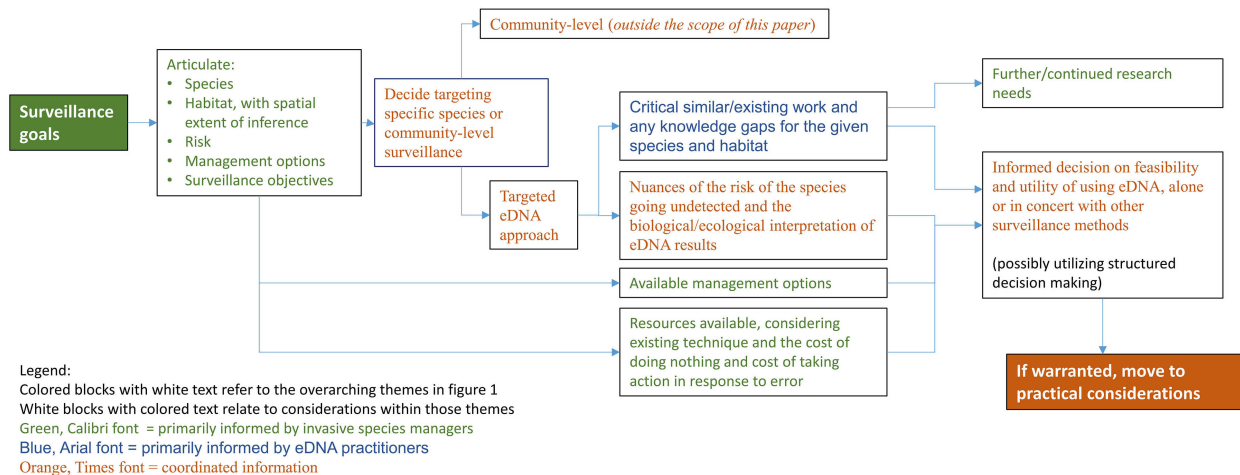 Community-level (outside the scope of this paper)
Surveillance
goals
Articulate:
• Species
• Habitat, with spatial
extent of inference
• Risk
• Management options
• Surveillance objectives
Decide targeting
specific species or
community-level
surveillance
Targeted
eDNA
approach
Critical similar/existing work and
any knowledge gaps for the given
species and habitat
Nuances of the risk of the species
going undetected and the
biological/ecological interpretation of
eDNA results
Available management options
Resources available, considering
existing technique and the cost of
doing nothing and cost of taking
action in response to error
Further/continued research
needs
Informed decision on feasibility
and utility of using eDNA, alone
or in concert with other
surveillance methods
(possibly utilizing structured
decision making)
If warranted, move to
practical considerations
Legend:
Colored blocks with white text refer to the overarching themes in figure 1
White blocks with colored text relate to considerations within those themes
Green, Calibri font = primarily informed by invasive species managers
Blue, Arial font = primarily informed by eDNA practitioners
Orange, Times font = coordinated information